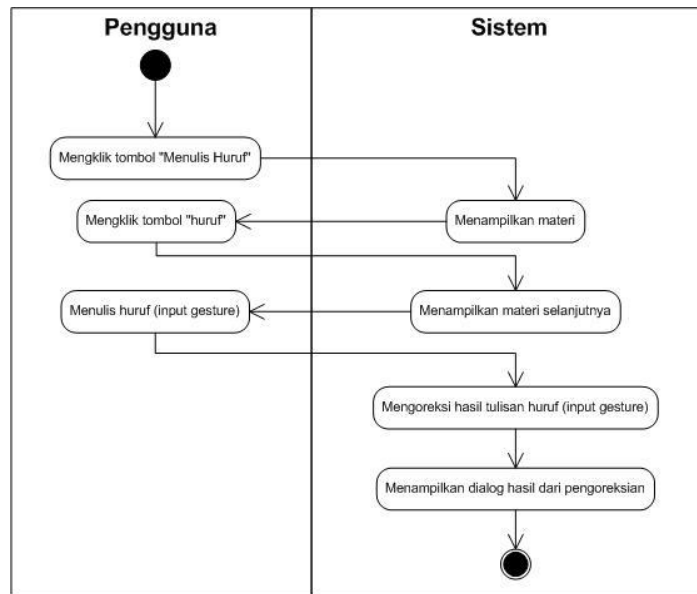 Pengguna
Sistem
Mengklik tombol "Menulis Huruf"
Menampilkan materi
Mengklik tombol "huruf"
Menampilkan materi selanjutnya
Menulis huruf (input gesture)
Mengoreksi hasil tulisan huruf (input gesture)
Menampilkan dialog hasil dari pengoreksian